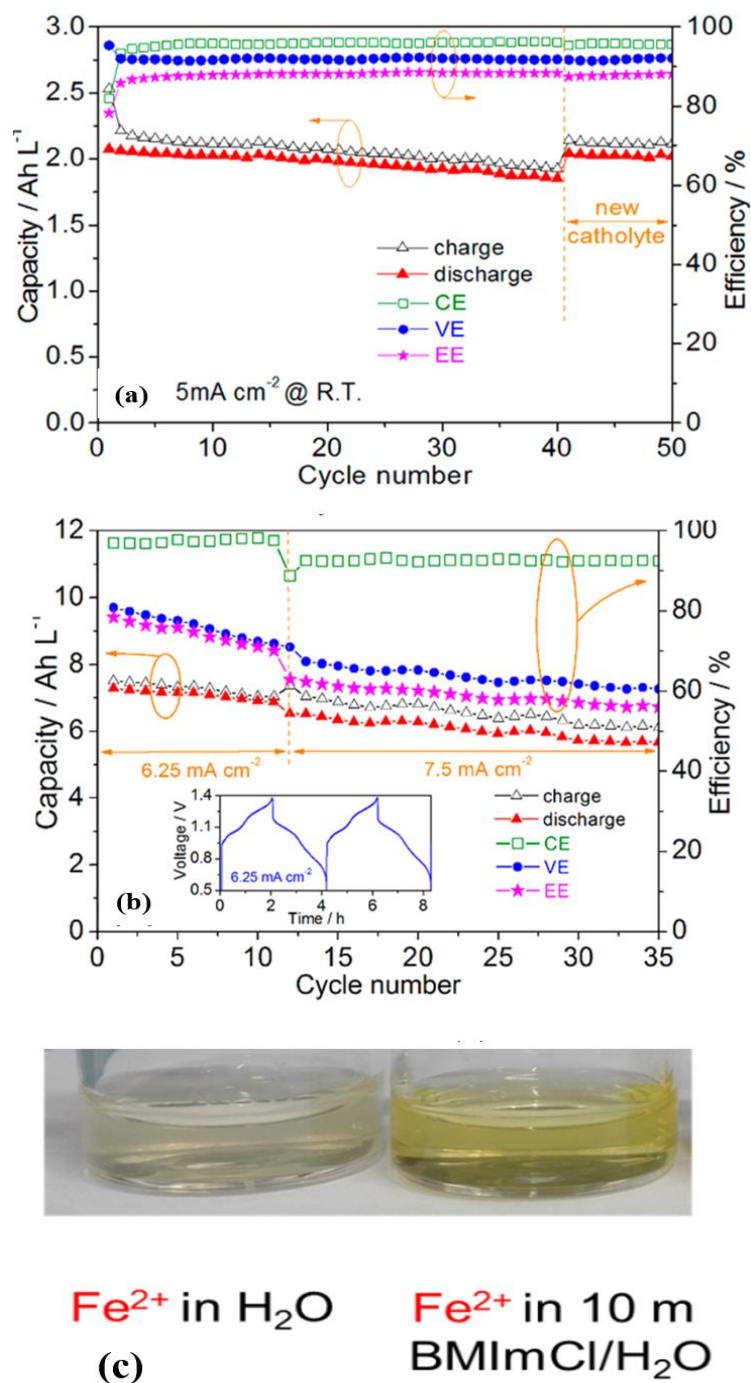 3.0
2.5
2.0
1.5
1.0
0.5
0.0
Capacity / Ah L⁻¹
100
80
60
40
20
0
Efficiency / %
new
catholyte
charge
discharge
CE
VE
EE
(a) 5mA cm⁻² @ R.T.
0 10 20 30 40 50
Cycle number
12
10
8
6
4
2
0
Capacity / Ah L⁻¹
100
80
60
40
20
0
Efficiency / %
6.25 mA cm⁻² 7.5 mA cm⁻²
charge
discharge
CE
VE
EE
1.4
1.1
0.8
0.5
Voltage / V
6.25 mA cm⁻²
0 2 4 6 8
Time / h
(b)
0 5 10 15 20 25 30 35
Cycle number
Fe²⁺ in H₂O
Fe²⁺ in 10 m
BMImCl/H₂O
(c)